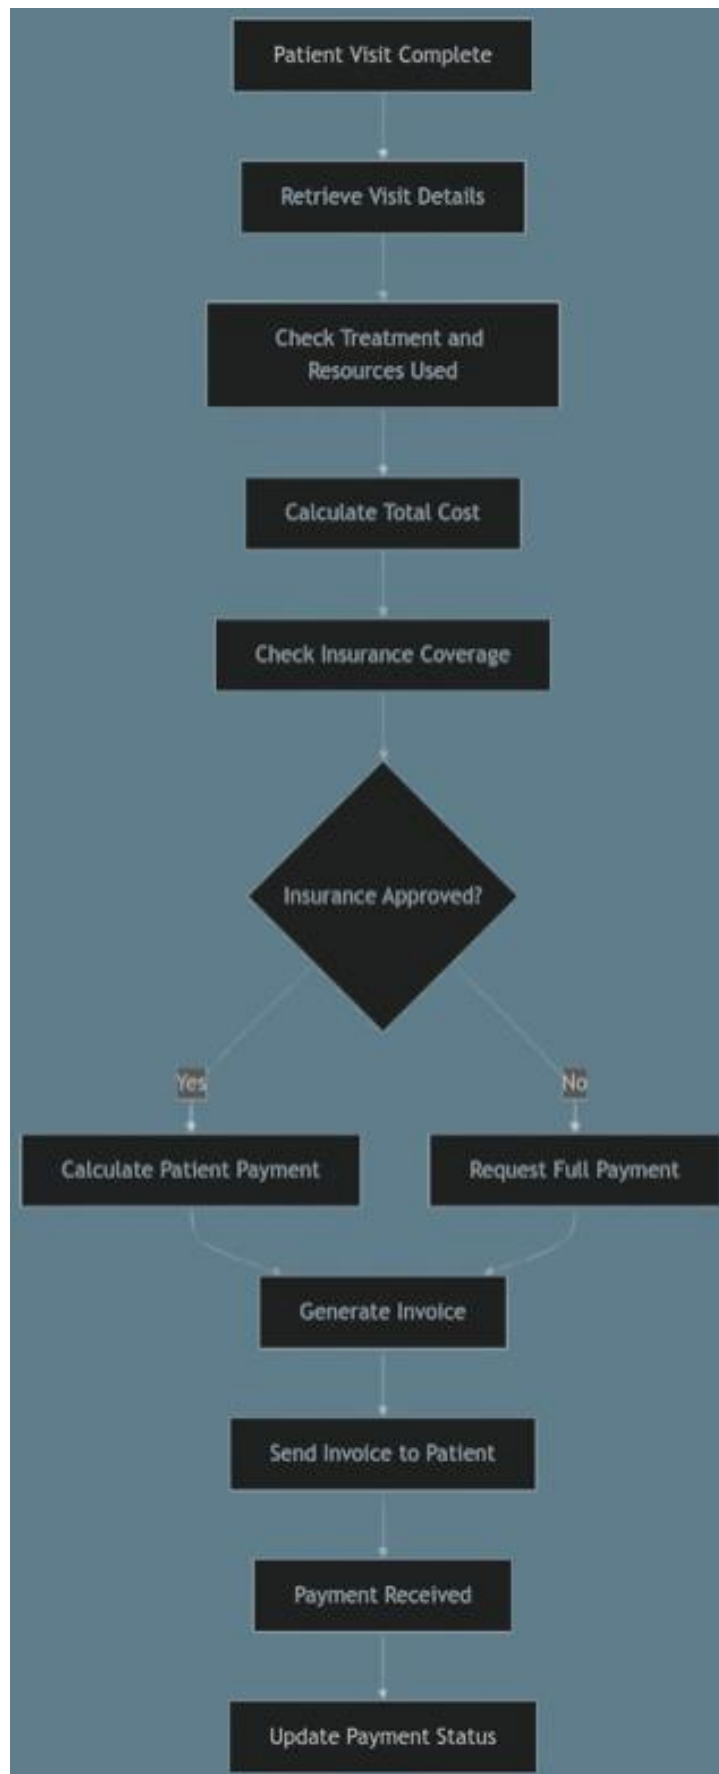 Patient Visit Complete
Retrieve Visit Details
Check Treatment and
Resources Used
Calculate Total Cost
Check Insurance Coverage
Insurance Approved?
Yes
No
Calculate Patient Payment
Request Full Payment
Generate Invoice
Send Invoice to Patient
Payment Received
Update Payment Status